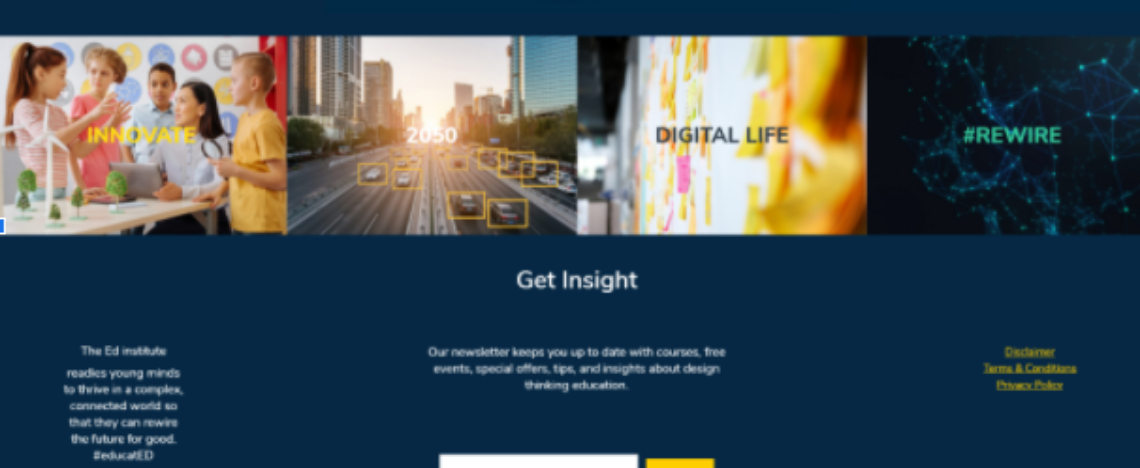 INNOVATE
2050
DIGITAL LIFE
#REWIRE
Get Insight
The Ed institute
readies young minds
to thrive in a complex,
connected world so
that they can rewire
the future for good.
#educatED
Our newsletter keeps you up to date with courses, free
events, special offers, tips, and insights about design
thinking education.
Disclaimer
Terms & Conditions
Privacy Policy